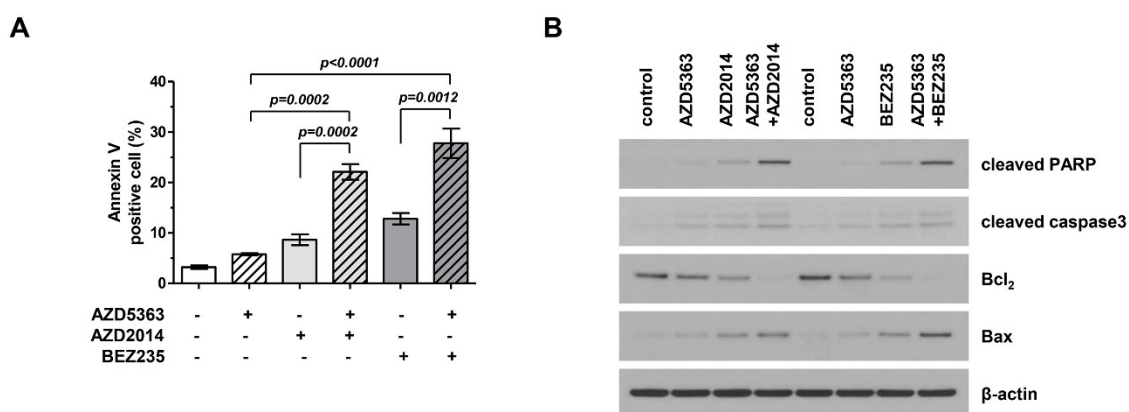 A
p<0.0001
p=0.0002
p=0.0012
p=0.0002
Annexin V
positive cell (%)
40
30
20
10
0
AZD5363 - + - + - +
AZD2014 - - + + - -
BEZ235 - - - - + +
B
control
AZD5363
AZD2014
AZD5363
+AZD2014
control
AZD5363
BEZ235
AZD5363
+BEZ235
cleaved PARP
cleaved caspase3
Bcl₂
Bax
β-actin